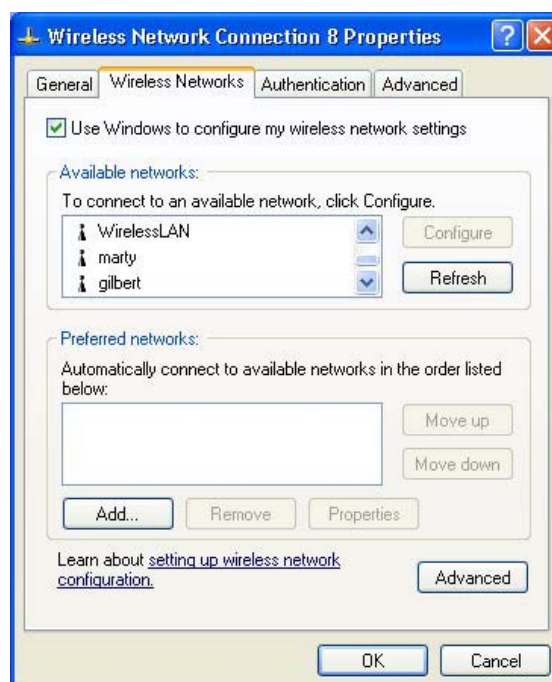 Wireless Network Connection 8 Properties
General Wireless Networks Authentication Advanced
Use Windows to configure my wireless network settings
Available networks:
To connect to an available network, click Configure.
WirelessLAN
marty
gilbert
Configure
Refresh
Preferred networks:
Automatically connect to available networks in the order listed
below:
Move up
Move down
Add... Remove Properties
Learn about setting up wireless network
configuration.
Advanced
OK Cancel